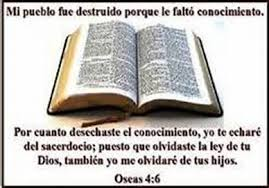 Mi pueblo fue destruido porque le faltó conocimiento.
Por cuanto desechaste el conocimiento, yo te echaré
del sacerdocio; puesto que olvidaste la ley de tu
Dios, también yo me olvidaré de tus hijos.
Oseas 4:6